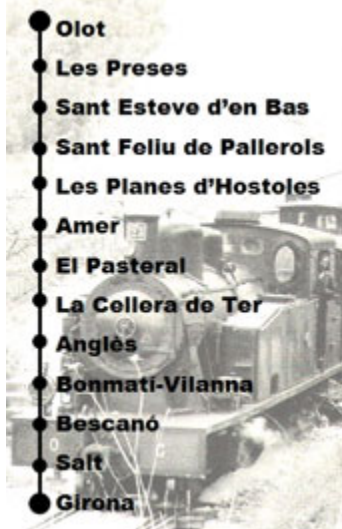 Olot
Les Preses
Sant Esteve d'en Bas
Sant Feliu de Pallerols
Les Planes d'Hostoles
Amer
El Pasteral
La Cellera de Ter
Anglès
Bonmatí-Vilanna
Bescanó
Salt
Girona